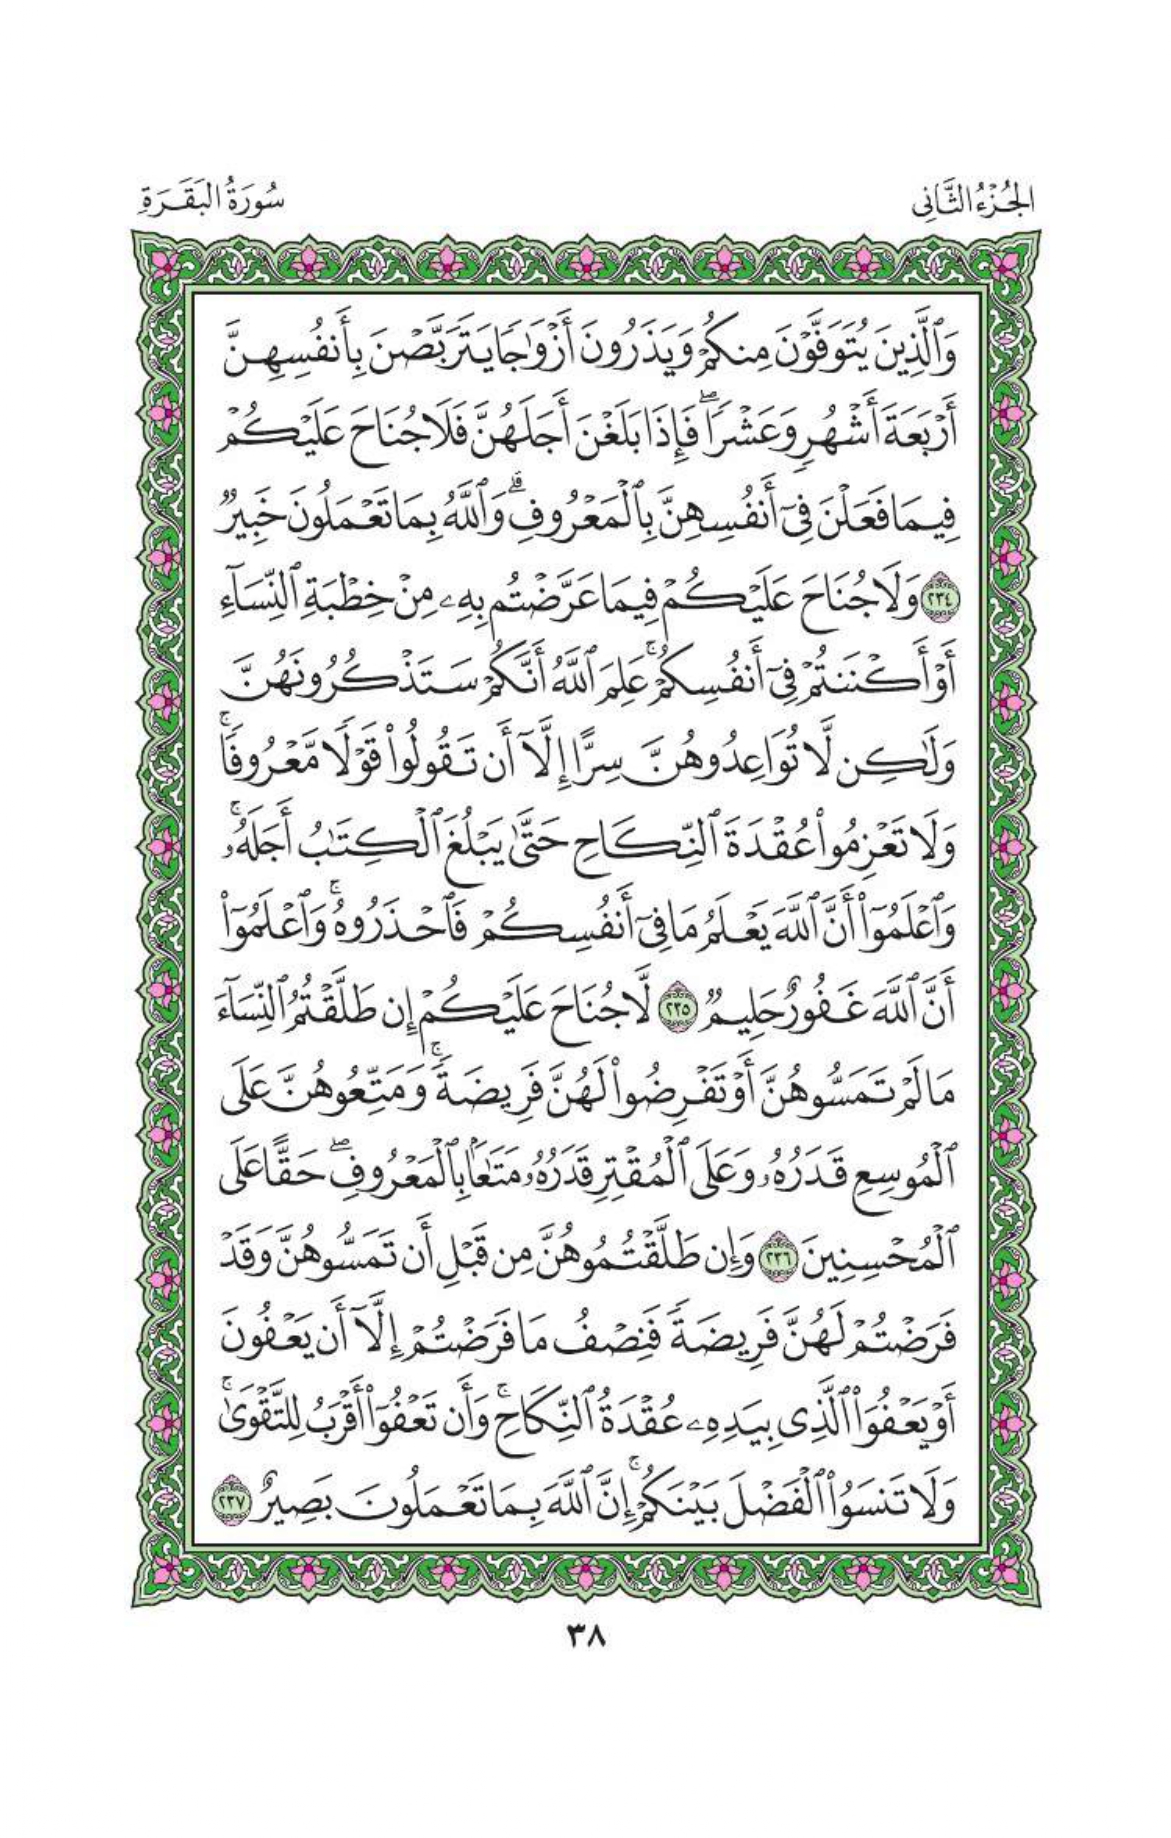 الجُزْءُ الثَّانِى
سُورَةُ البَقَرَةِ
وَٱلَّذِينَ يُتَوَفَّوْنَ مِنكُمْ وَيَذَرُونَ أَزْوَٰجًا يَتَرَبَّصْنَ بِأَنفُسِهِنَّ
أَرْبَعَةَ أَشْهُرٍ وَعَشْرًا ۖ فَإِذَا بَلَغْنَ أَجَلَهُنَّ فَلَا جُنَاحَ عَلَيْكُمْ
فِيمَا فَعَلْنَ فِىٓ أَنفُسِهِنَّ بِٱلْمَعْرُوفِ ۗ وَٱللَّهُ بِمَا تَعْمَلُونَ خَبِيرٌ
٢٣٤ وَلَا جُنَاحَ عَلَيْكُمْ فِيمَا عَرَّضْتُم بِهِۦ مِنْ خِطْبَةِ ٱلنِّسَآءِ
أَوْ أَكْنَنتُمْ فِىٓ أَنفُسِكُمْ ۚ عَلِمَ ٱللَّهُ أَنَّكُمْ سَتَذْكُرُونَهُنَّ
وَلَٰكِن لَّا تُوَاعِدُوهُنَّ سِرًّا إِلَّآ أَن تَقُولُوا۟ قَوْلًا مَّعْرُوفًا ۚ
وَلَا تَعْزِمُوا۟ عُقْدَةَ ٱلنِّكَاحِ حَتَّىٰ يَبْلُغَ ٱلْكِتَٰبُ أَجَلَهُۥ ۚ
وَٱعْلَمُوٓا۟ أَنَّ ٱللَّهَ يَعْلَمُ مَا فِىٓ أَنفُسِكُمْ فَٱحْذَرُوهُ ۚ وَٱعْلَمُوٓا۟
أَنَّ ٱللَّهَ غَفُورٌ حَلِيمٌ ٢٣٥ لَّا جُنَاحَ عَلَيْكُمْ إِن طَلَّقْتُمُ ٱلنِّسَآءَ
مَا لَمْ تَمَسُّوهُنَّ أَوْ تَفْرِضُوا۟ لَهُنَّ فَرِيضَةً ۚ وَمَتِّعُوهُنَّ عَلَى
ٱلْمُوسِعِ قَدَرُهُۥ وَعَلَى ٱلْمُقْتِرِ قَدَرُهُۥ مَتَٰعًۢا بِٱلْمَعْرُوفِ ۖ حَقًّا عَلَى
ٱلْمُحْسِنِينَ ٢٣٦ وَإِن طَلَّقْتُمُوهُنَّ مِن قَبْلِ أَن تَمَسُّوهُنَّ وَقَدْ
فَرَضْتُمْ لَهُنَّ فَرِيضَةً فَنِصْفُ مَا فَرَضْتُمْ إِلَّآ أَن يَعْفُونَ
أَوْ يَعْفُوَا۟ ٱلَّذِى بِيَدِهِۦ عُقْدَةُ ٱلنِّكَاحِ ۚ وَأَن تَعْفُوٓا۟ أَقْرَبُ لِلتَّقْوَىٰ ۚ
وَلَا تَنسَوُا۟ ٱلْفَضْلَ بَيْنَكُمْ ۚ إِنَّ ٱللَّهَ بِمَا تَعْمَلُونَ بَصِيرٌ ٢٣٧
٣٨